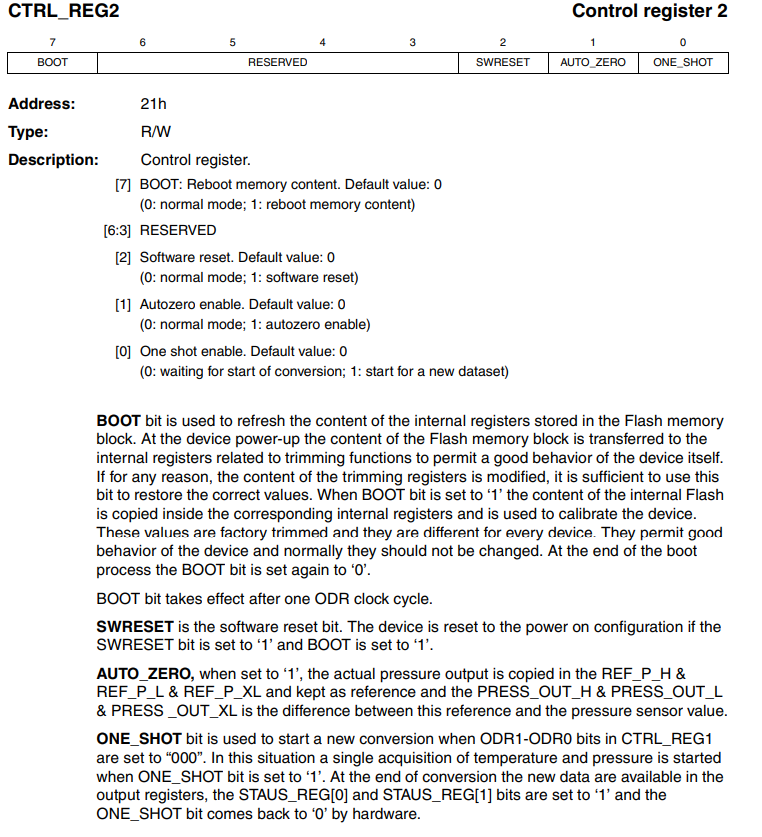 CTRL_REG2 Control register 2
7 6 5 4 3 2 1 0
BOOT RESERVED SWRESET AUTO_ZERO ONE_SHOT
Address: 21h
Type: R/W
Description: Control register.
[7] BOOT: Reboot memory content. Default value: 0
(0: normal mode; 1: reboot memory content)
[6:3] RESERVED
[2] Software reset. Default value: 0
(0: normal mode; 1: software reset)
[1] Autozero enable. Default value: 0
(0: normal mode; 1: autozero enable)
[0] One shot enable. Default value: 0
(0: waiting for start of conversion; 1: start for a new dataset)
BOOT bit is used to refresh the content of the internal registers stored in the Flash memory
block. At the device power-up the content of the Flash memory block is transferred to the
internal registers related to trimming functions to permit a good behavior of the device itself.
If for any reason, the content of the trimming registers is modified, it is sufficient to use this
bit to restore the correct values. When BOOT bit is set to ‘1’ the content of the internal Flash
is copied inside the corresponding internal registers and is used to calibrate the device.
These values are factory trimmed and they are different for every device. They permit good
behavior of the device and normally they should not be changed. At the end of the boot
process the BOOT bit is set again to ‘0’.
BOOT bit takes effect after one ODR clock cycle.
SWRESET is the software reset bit. The device is reset to the power on configuration if the
SWRESET bit is set to ‘1’ and BOOT is set to ‘1’.
AUTO_ZERO, when set to ‘1’, the actual pressure output is copied in the REF_P_H &
REF_P_L & REF_P_XL and kept as reference and the PRESS_OUT_H & PRESS_OUT_L
& PRESS _OUT_XL is the difference between this reference and the pressure sensor value.
ONE_SHOT bit is used to start a new conversion when ODR1-ODR0 bits in CTRL_REG1
are set to “000”. In this situation a single acquisition of temperature and pressure is started
when ONE_SHOT bit is set to ‘1’. At the end of conversion the new data are available in the
output registers, the STAUS_REG[0] and STAUS_REG[1] bits are set to ‘1’ and the
ONE_SHOT bit comes back to ‘0’ by hardware.